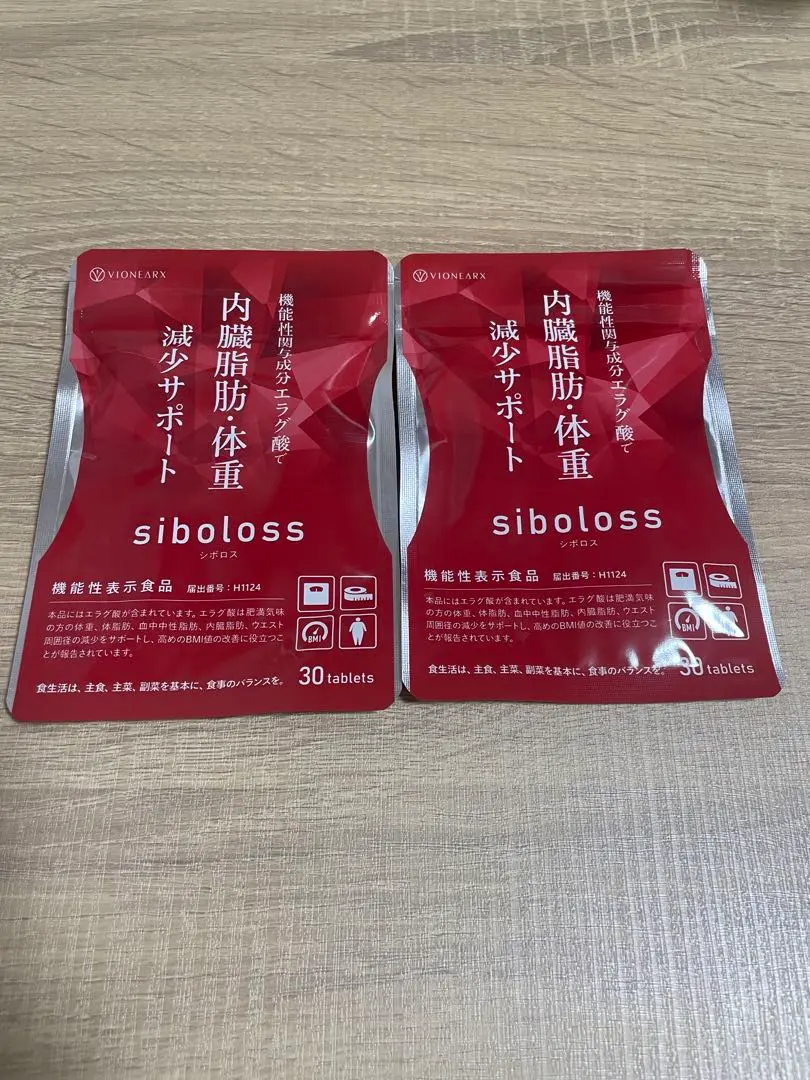 VIONEARX
機能性関与成分エラグ酸で
内臓脂肪・体重
減少サポート
siboloss
シボロス
機能性表示食品 届出番号:H1124
本品にはエラグ酸が含まれています。エラグ酸は肥満気味
の方の体重、体脂肪、血中中性脂肪、内臓脂肪、ウエスト
周囲径の減少をサポートし、高めのBMI値の改善に役立つこ
とが報告されています。
BMI
食生活は、主食、主菜、副菜を基本に、食事のバランスを。
30 tablets
VIONEARX
機能性関与成分エラグ酸で
内臓脂肪・体重
減少サポート
siboloss
シボロス
機能性表示食品 届出番号:H1124
本品にはエラグ酸が含まれています。エラグ酸は肥満気味
の方の体重、体脂肪、血中中性脂肪、内臓脂肪、ウエスト
周囲径の減少をサポートし、高めのBMI値の改善に役立つこ
とが報告されています。
BMI
食生活は、主食、主菜、副菜を基本に、食事のバランスを。
30 tablets